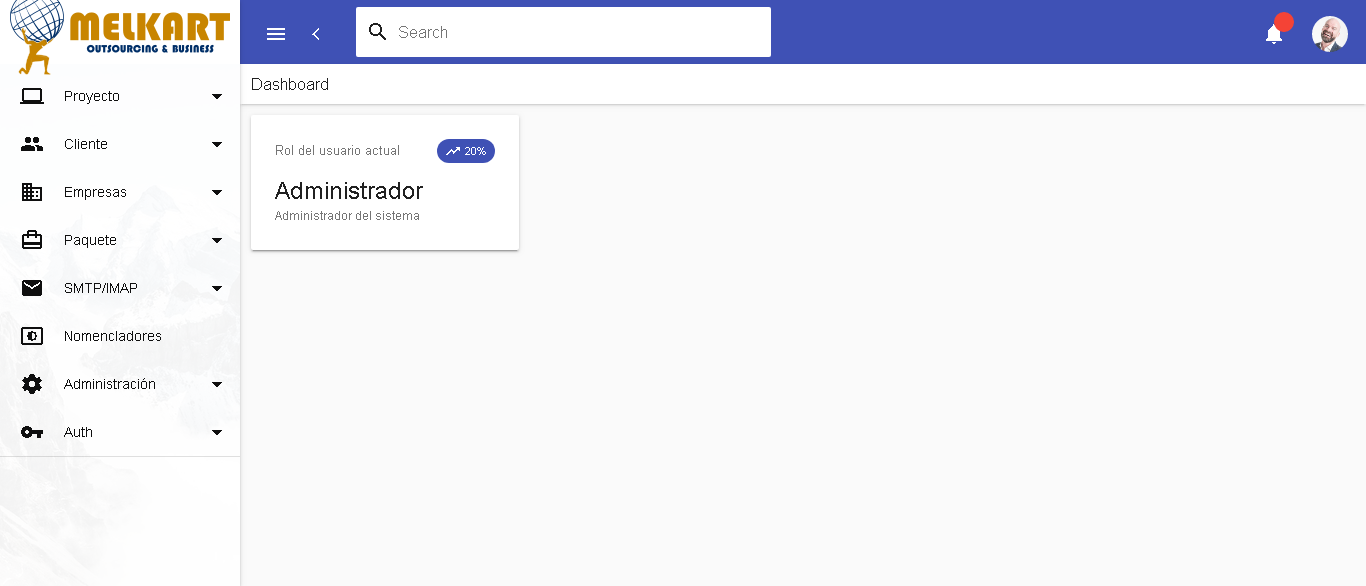 MELKART
OUTSOURCING & BUSINESS
Search
Dashboard
Proyecto
Cliente
Empresas
Paquete
SMTP/IMAP
Nomencladores
Administración
Auth
Rol del usuario actual
20%
Administrador
Administrador del sistema